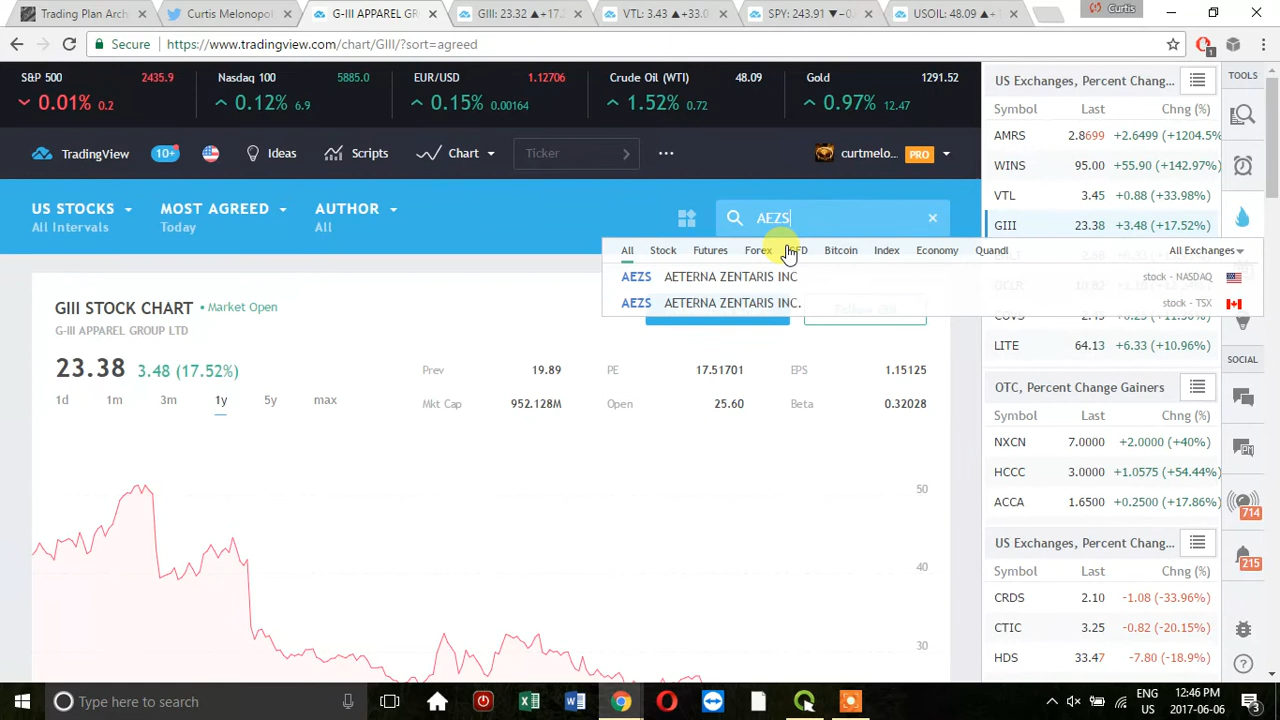 Trading Plan Arch
Curtis Melonopol
G-III APPAREL GR
GIII: 23.32 ▲+17.
VTL: 3.43 ▲+33.0
SPY: 243.91 ▼−0
USOIL: 48.09 ▲+1
Curtis
Secure
https://www.tradingview.com/chart/GIII/?sort=agreed
S&P 500 2435.9
0.01% 0.2
Nasdaq 100 5885.0
0.12% 6.9
EUR/USD 1.12706
0.15% 0.00164
Crude Oil (WTI) 48.09
1.52% 0.72
Gold 1291.52
0.97% 12.47
TradingView 10+ Ideas Scripts Chart Ticker curtmelo... PRO
US STOCKS
All Intervals
MOST AGREED
Today
AUTHOR
All
AEZS
All Stock Futures Forex CFD Bitcoin Index Economy Quandl All Exchanges
AEZS AETERNA ZENTARIS INC stock - NASDAQ
AEZS AETERNA ZENTARIS INC. stock - TSX
GIII STOCK CHART • Market Open
G-III APPAREL GROUP LTD
23.38 3.48 (17.52%)
1d 1m 3m 1y 5y max
Prev 19.89 PE 17.51701 EPS 1.15125
Mkt Cap 952.128M Open 25.60 Beta 0.32028
50
40
30
US Exchanges, Percent Chang...
Symbol Last Chng (%)
AMRS 2.8699 +2.6499 (+1204.5%
WINS 95.00 +55.90 (+142.97%)
VTL 3.45 +0.88 (+33.98%)
GIII 23.38 +3.48 (+17.52%)
LITE 64.13 +6.33 (+10.96%)
OTC, Percent Change Gainers
Symbol Last Chng (%)
NXCN 7.0000 +2.0000 (+40%)
HCCC 3.0000 +1.0575 (+54.44%)
ACCA 1.6500 +0.2500 (+17.86%)
US Exchanges, Percent Chang...
Symbol Last Chng (%)
CRDS 2.10 -1.08 (-33.96%)
CTIC 3.25 -0.82 (-20.15%)
HDS 33.47 -7.80 (-18.9%)
TOOLS
SOCIAL
714
215
Type here to search
ENG
US
12:46 PM
2017-06-06
3